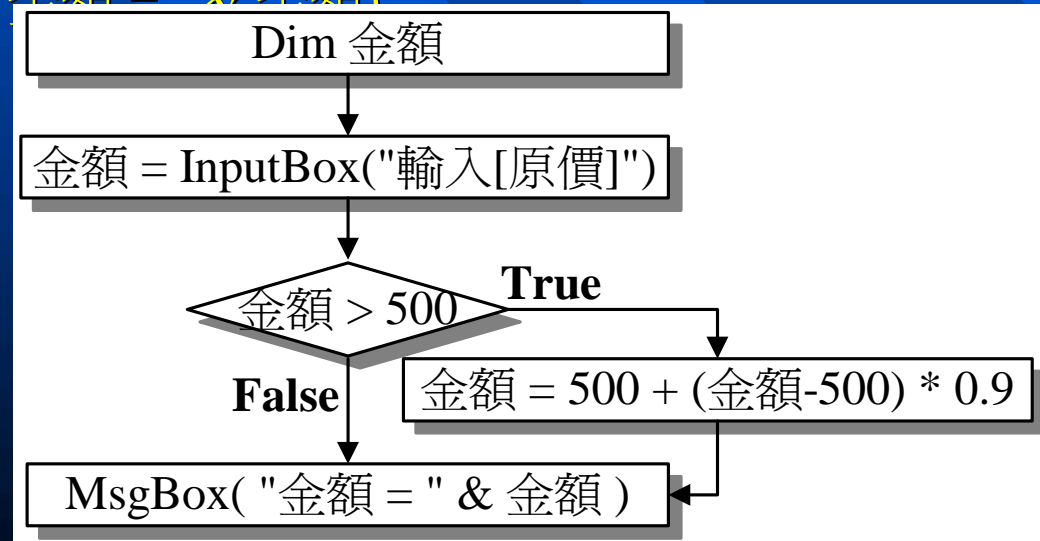 Dim 金額
金額 = InputBox("輸入[原價]")
金額 > 500
True
False
金額 = 500 + (金額-500) * 0.9
MsgBox( "金額 = " & 金額 )